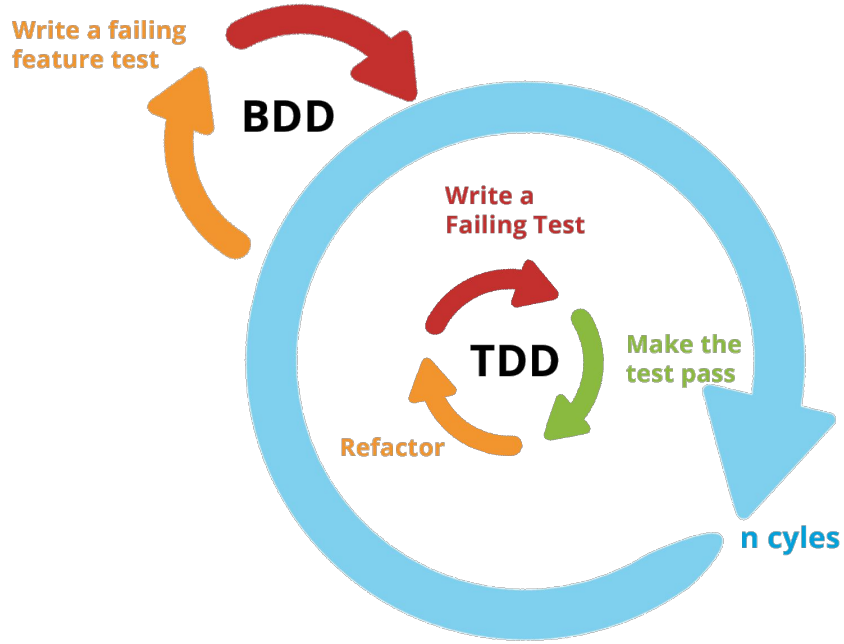 Write a failing
feature test
BDD
Write a
Failing Test
TDD
Make the
test pass
Refactor
n cyles